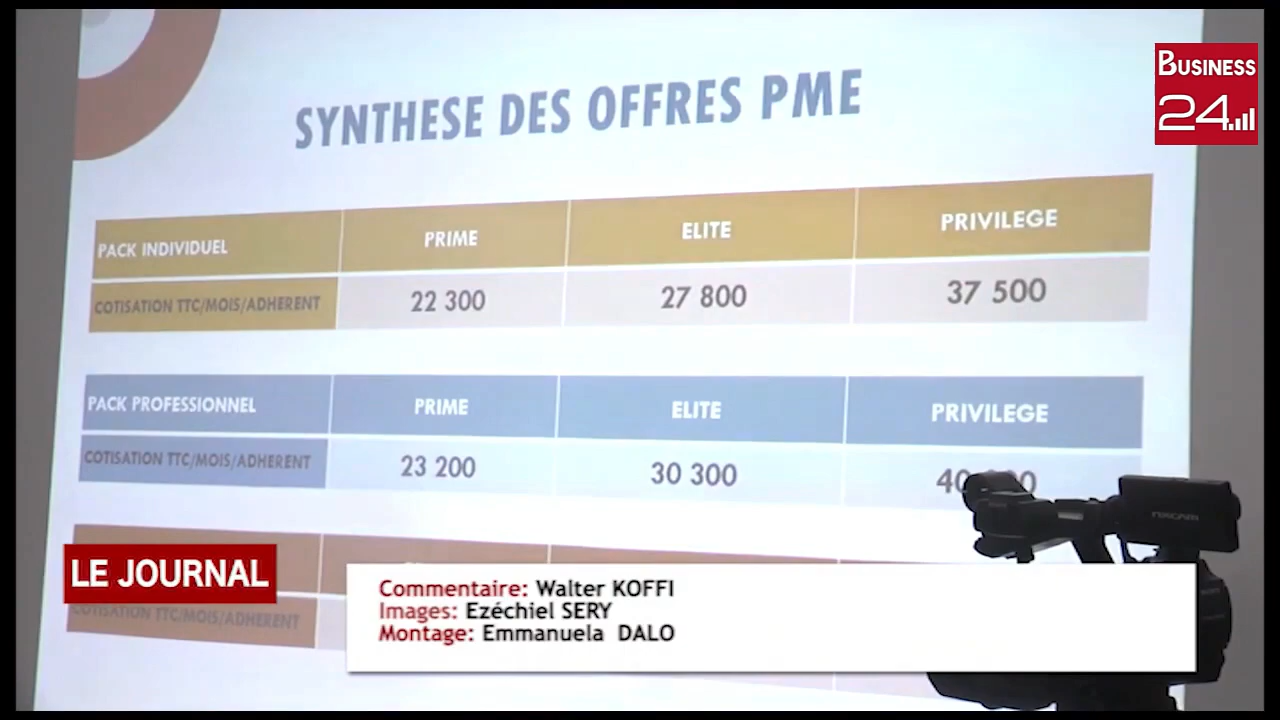 BUSINESS
24
SYNTHESE DES OFFRES PME
PACK INDIVIDUEL PRIME ELITE PRIVILEGE
COTISATION TTC/MOIS/ADHERENT 22 300 27 800 37 500
PACK PROFESSIONNEL PRIME ELITE PRIVILEGE
COTISATION TTC/MOIS/ADHERENT 23 200 30 300
LE JOURNAL
COTISATION TTC/MOIS/ADHERENT
Commentaire: Walter KOFFI
Images: Ezéchiel SERY
Montage: Emmanuela DALO